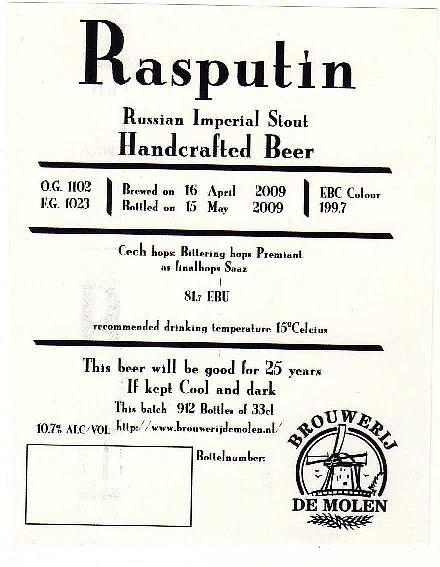 Rasputin
Russian Imperial Stout
Handcrafted Beer
O.G. 1102
F.G. 1023
Brewed on 16 April 2009
Bottled on 15 May 2009
EBC Colour
199.7
Cech hops: Bittering hops Premiant
as finalhops Saaz
81.7 EBU
recommended drinking temperature 15°Celcius
This beer will be good for 25 years
If kept Cool and dark
This batch 912 Bottles of 33cl
10.7% ALC/VOL http://www.brouwerijdemolen.nl/
Bottelnumber:
BROUWERIJ
DE MOLEN